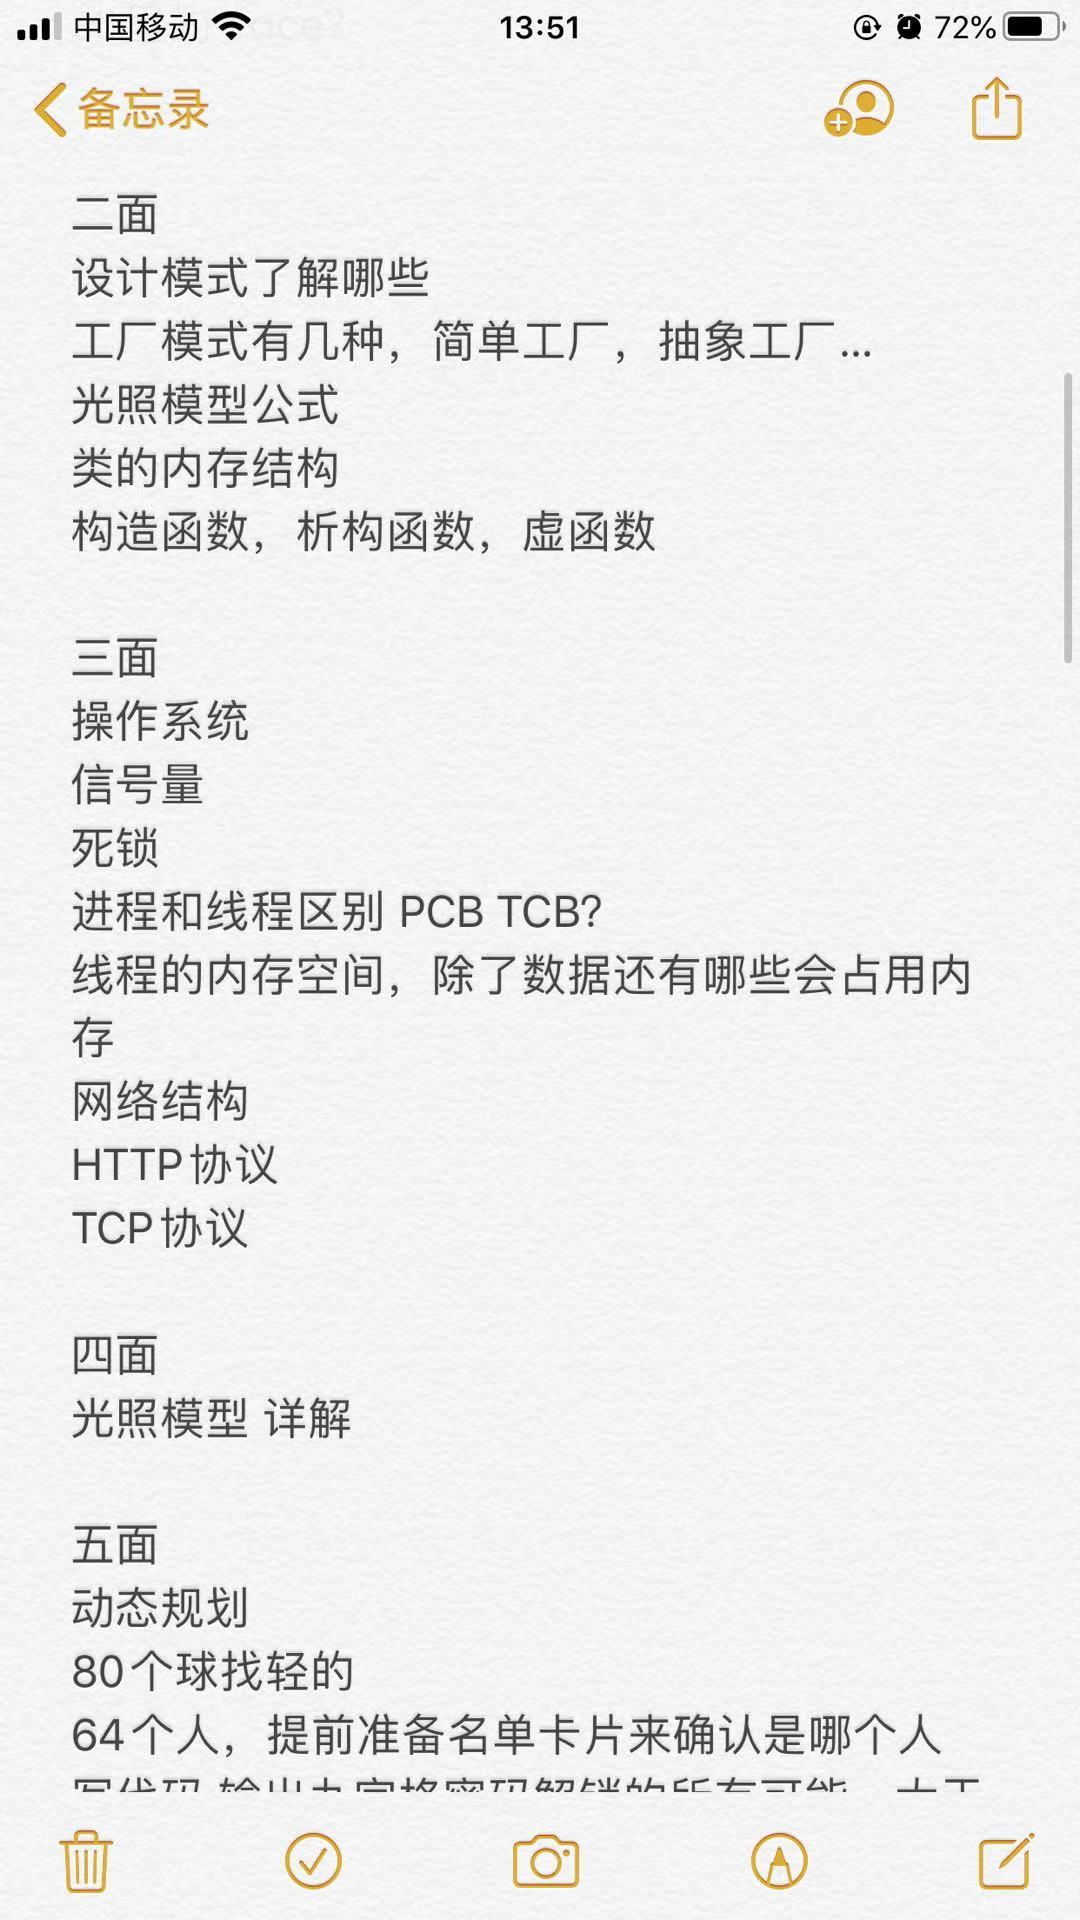 中国移动
13:51
72%
备忘录
二面
设计模式了解哪些
工厂模式有几种，简单工厂，抽象工厂...
光照模型公式
类的内存结构
构造函数，析构函数，虚函数
三面
操作系统
信号量
死锁
进程和线程区别 PCB TCB?
线程的内存空间，除了数据还有哪些会占用内
存
网络结构
HTTP协议
TCP协议
四面
光照模型 详解
五面
动态规划
80个球找轻的
64个人，提前准备名单卡片来确认是哪个人